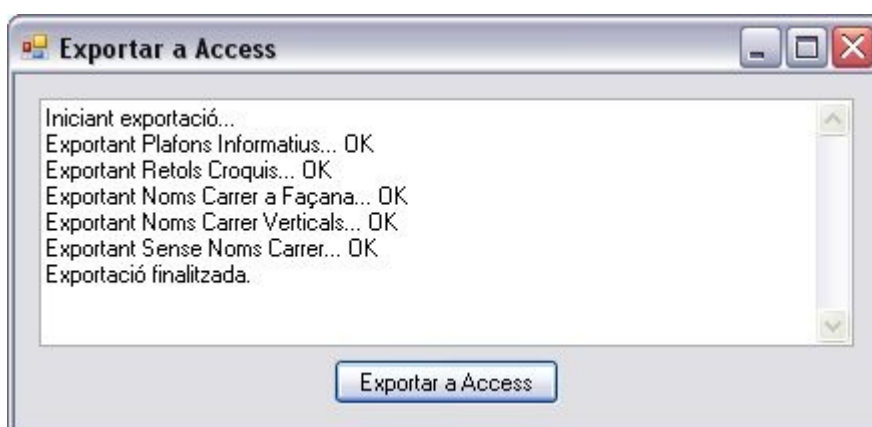 Exportar a Access
Iniciant exportació...
Exportant Plafons Informatius... OK
Exportant Retols Croquis... OK
Exportant Noms Carrer a Façana... OK
Exportant Noms Carrer Verticals... OK
Exportant Sense Noms Carrer... OK
Exportació finalitzada.
Exportar a Access